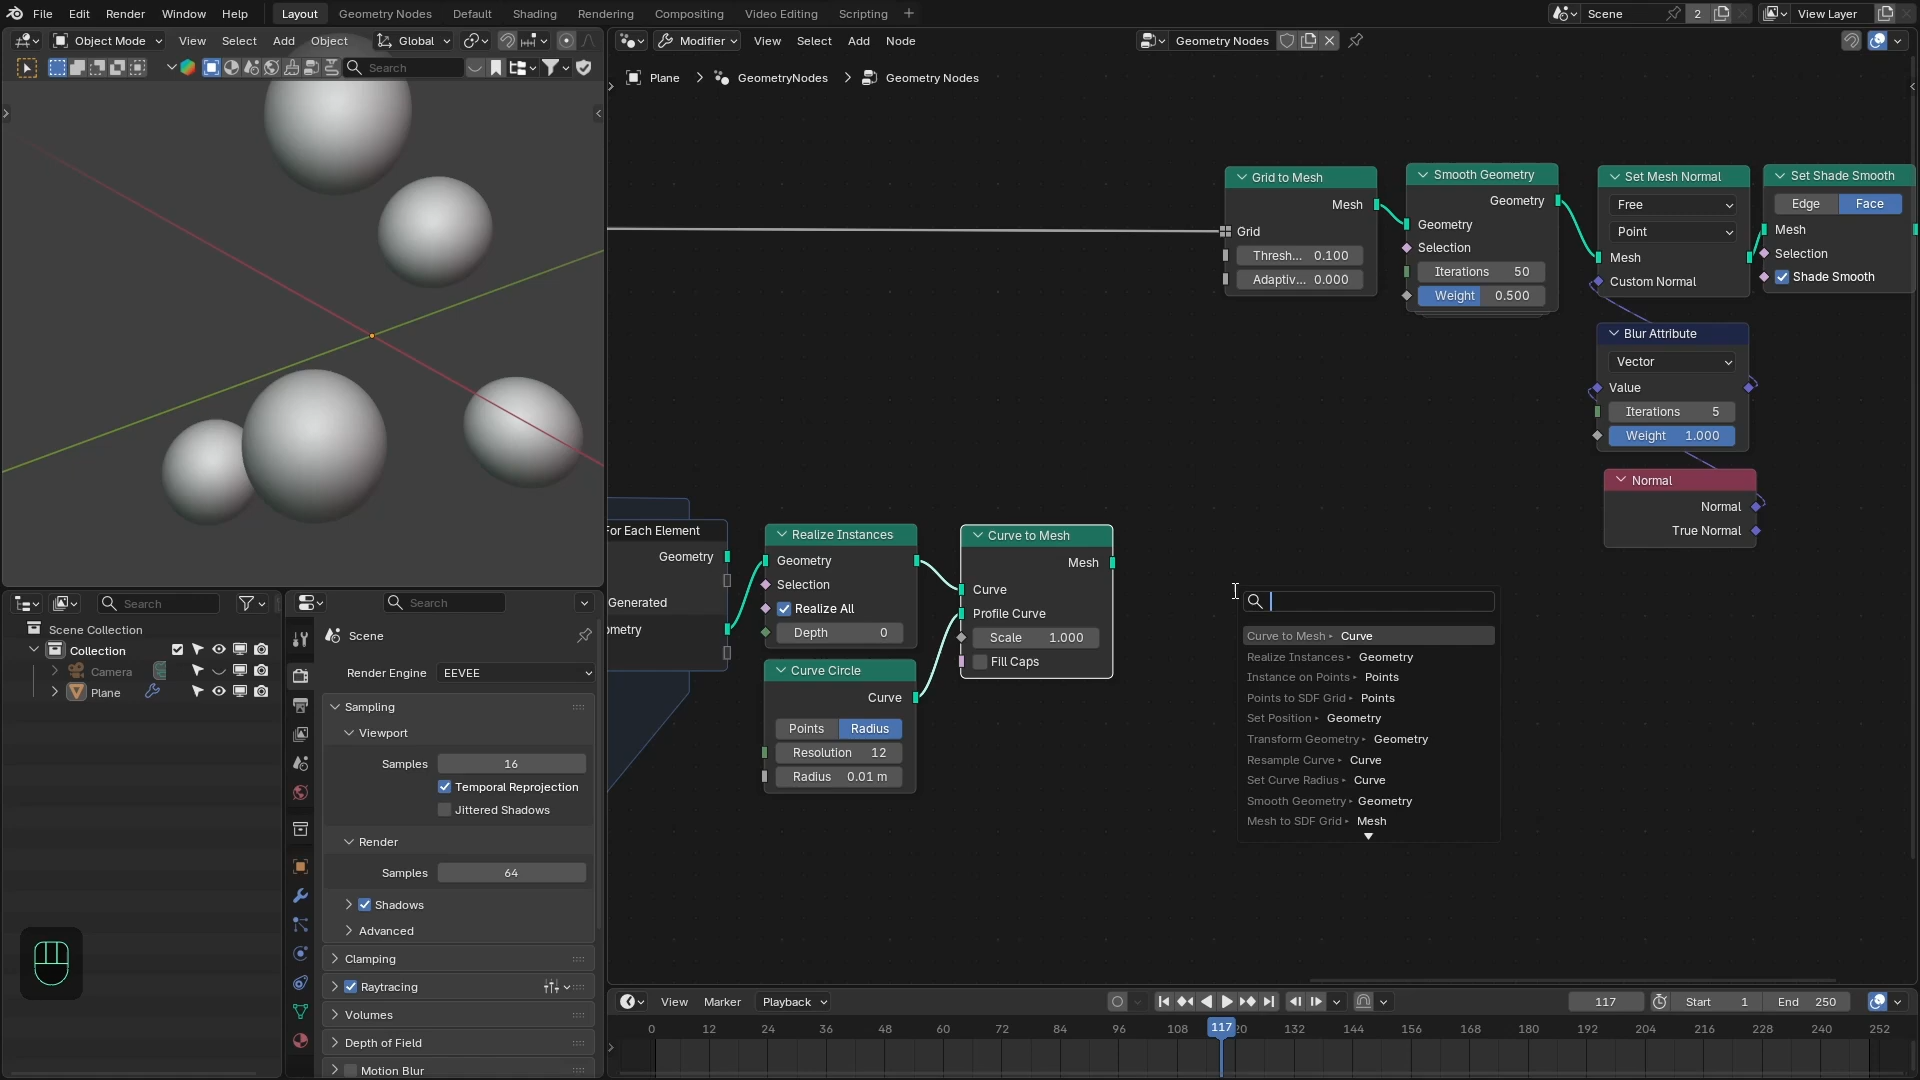 File Edit Render Window Help Layout Geometry Nodes Default Shading Rendering Compositing Video Editing Scripting + Scene 2 View Layer
Object Mode View Select Add Object Global
Search
Modifier View Select Add Node Geometry Nodes
Plane > GeometryNodes > Geometry Nodes
Grid to Mesh
Mesh
Grid
Thresh... 0.100
Adaptiv... 0.000
Smooth Geometry
Geometry
Geometry
Selection
Iterations 50
Weight 0.500
Set Mesh Normal
Free
Point
Mesh
Custom Normal
Set Shade Smooth
Edge Face
Mesh
Selection
Shade Smooth
Blur Attribute
Vector
Value
Iterations 5
Weight 1.000
Normal
Normal
True Normal
For Each Element
Geometry
Generated
ometry
Realize Instances
Geometry
Selection
Realize All
Depth 0
Curve Circle
Curve
Points Radius
Resolution 12
Radius 0.01 m
Curve to Mesh
Mesh
Curve
Profile Curve
Scale 1.000
Fill Caps
Curve to Mesh ▸ Curve
Realize Instances ▸ Geometry
Instance on Points ▸ Points
Points to SDF Grid ▸ Points
Set Position ▸ Geometry
Transform Geometry ▸ Geometry
Resample Curve ▸ Curve
Set Curve Radius ▸ Curve
Smooth Geometry ▸ Geometry
Mesh to SDF Grid ▸ Mesh
Search
Scene Collection
Collection
Camera
Plane
Search
Scene
Render Engine EEVEE
Sampling
Viewport
Samples 16
Temporal Reprojection
Jittered Shadows
Render
Samples 64
Shadows
Advanced
Clamping
Raytracing
Volumes
Depth of Field
Motion Blur
View Marker Playback 117 Start 1 End 250
0 12 24 36 48 60 72 84 96 108 117 20 132 144 156 168 180 192 204 216 228 240 252